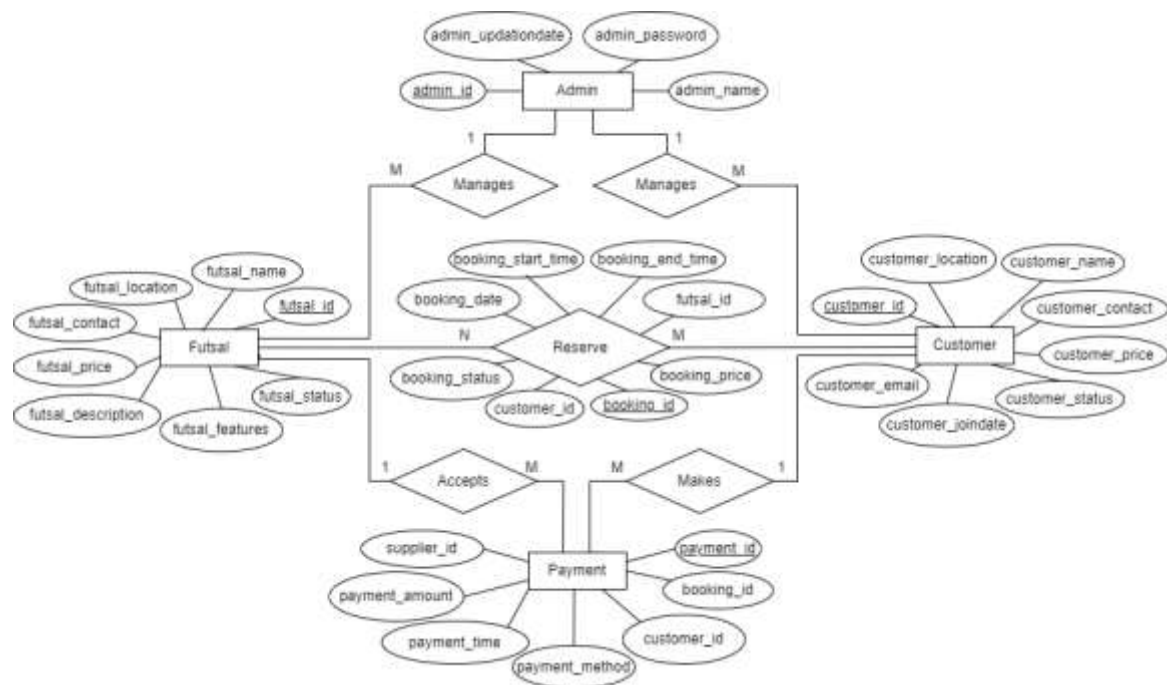 admin_updationdate
admin_password
admin_id
Admin
admin_name
1
1
M
Manages
Manages
M
booking_start_time
booking_end_time
customer_location
customer_name
futsal_name
futsal_location
booking_date
futsal_id
customer_id
futsal_id
customer_contact
futsal_contact
Futsal
N
Reserve
M
Customer
customer_price
futsal_price
booking_status
booking_price
customer_email
futsal_status
customer_status
futsal_description
customer_id
booking_id
futsal_features
customer_joindate
1
Accepts
M
M
Makes
1
supplier_id
payment_id
Payment
booking_id
payment_amount
payment_time
customer_id
payment_method